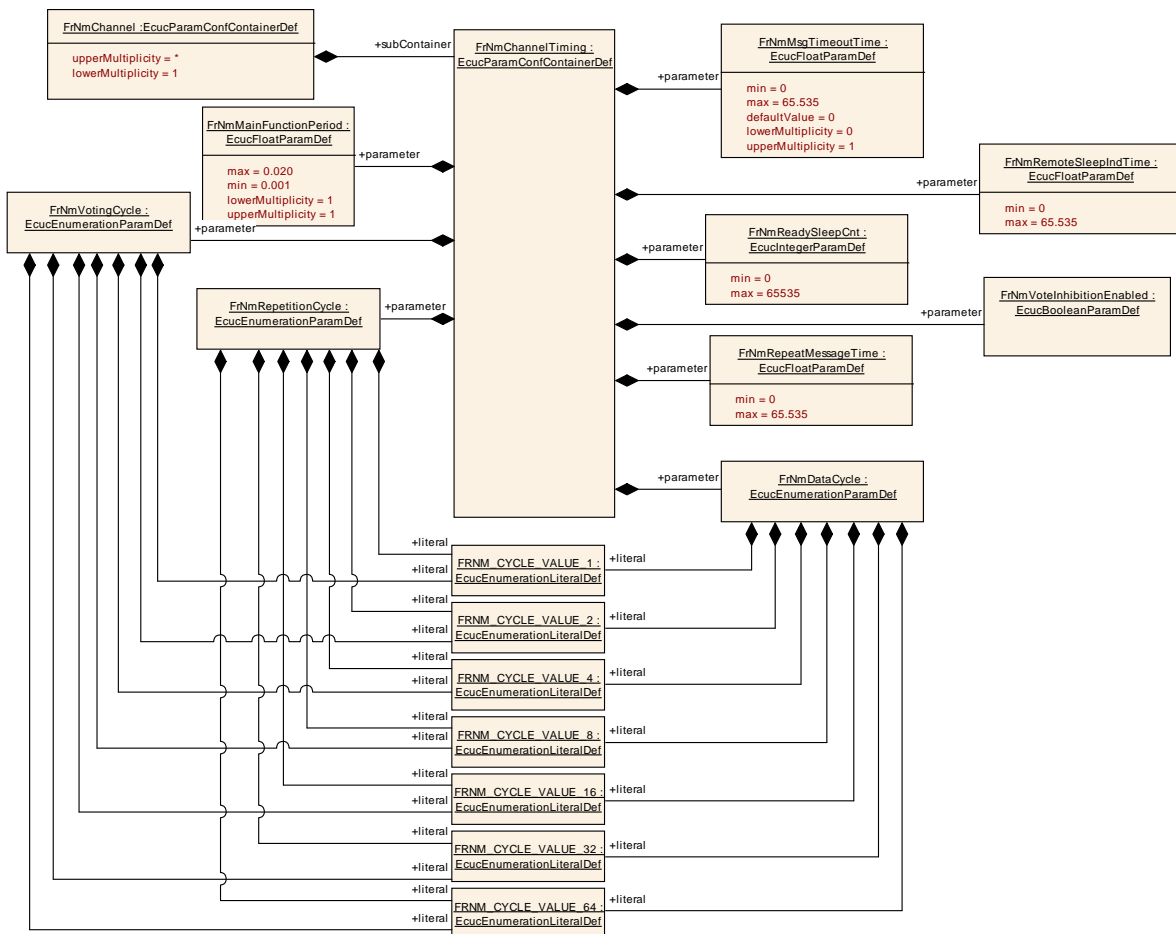 FrNmChannel :EcucParamConfContainerDef
upperMultiplicity = *
lowerMultiplicity = 1
+subContainer
FrNmChannelTiming :
EcucParamConfContainerDef
FrNmMsgTimeoutTime :
EcucFloatParamDef
min = 0
max = 65.535
defaultValue = 0
lowerMultiplicity = 0
upperMultiplicity = 1
+parameter
FrNmMainFunctionPeriod :
EcucFloatParamDef
max = 0.020
min = 0.001
lowerMultiplicity = 1
upperMultiplicity = 1
+parameter
FrNmRemoteSleepIndTime :
EcucFloatParamDef
min = 0
max = 65.535
+parameter
FrNmVotingCycle :
EcucEnumerationParamDef
+parameter
FrNmReadySleepCnt :
EcucIntegerParamDef
min = 0
max = 65535
+parameter
FrNmVoteInhibitionEnabled :
EcucBooleanParamDef
+parameter
FrNmRepetitionCycle :
EcucEnumerationParamDef
+parameter
FrNmRepeatMessageTime :
EcucFloatParamDef
min = 0
max = 65.535
+parameter
FrNmDataCycle :
EcucEnumerationParamDef
+parameter
+literal
+literal
FRNM_CYCLE_VALUE_1 :
EcucEnumerationLiteralDef
+literal
+literal
+literal
FRNM_CYCLE_VALUE_2 :
EcucEnumerationLiteralDef
+literal
+literal
+literal
FRNM_CYCLE_VALUE_4 :
EcucEnumerationLiteralDef
+literal
+literal
+literal
FRNM_CYCLE_VALUE_8 :
EcucEnumerationLiteralDef
+literal
+literal
+literal
FRNM_CYCLE_VALUE_16 :
EcucEnumerationLiteralDef
+literal
+literal
+literal
FRNM_CYCLE_VALUE_32 :
EcucEnumerationLiteralDef
+literal
+literal
+literal
FRNM_CYCLE_VALUE_64 :
EcucEnumerationLiteralDef
+literal